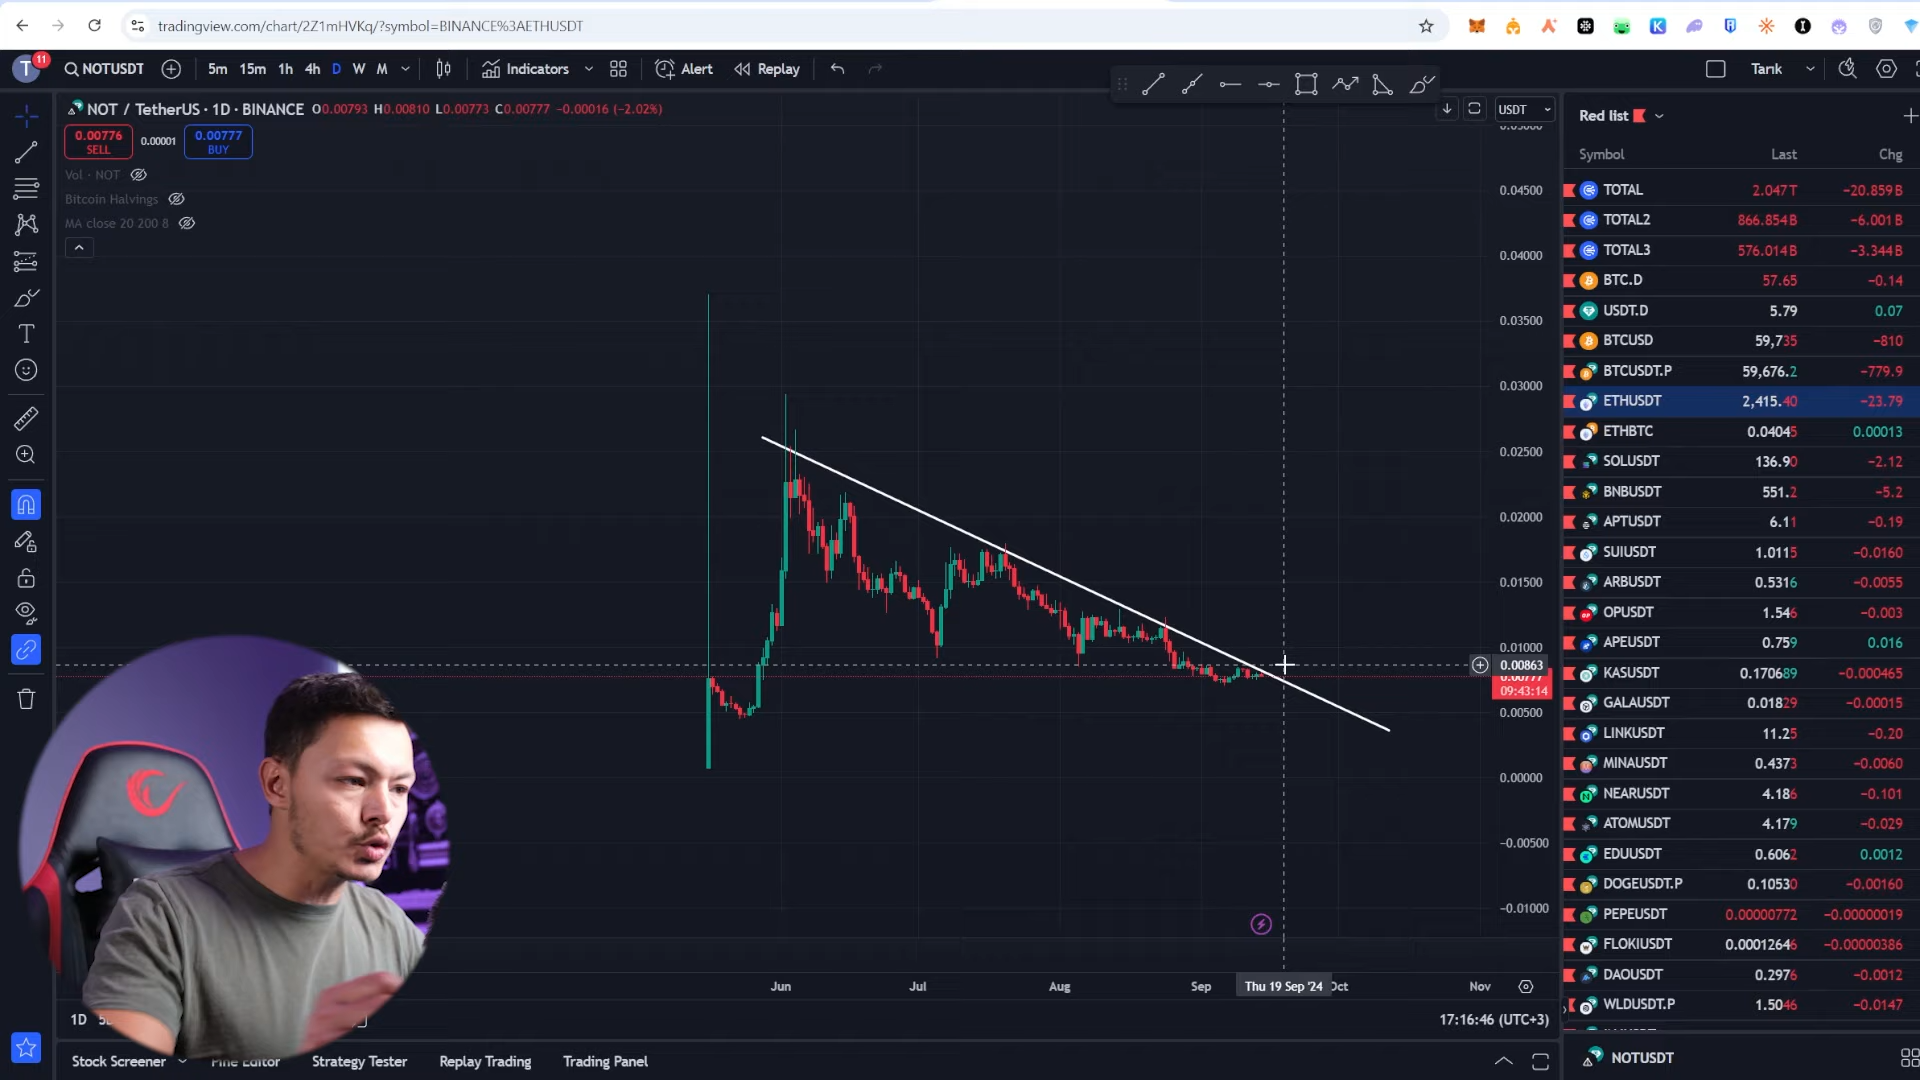 tradingview.com/chart/2Z1mHVKq/?symbol=BINANCE%3AETHUSDT
T 11 NOTUSDT 5m 15m 1h 4h D W M Indicators Alert Replay Tarık
NOT / TetherUS · 1D · BINANCE O0.00793 H0.00810 L0.00773 C0.00777 −0.00016 (−2.02%) USDT
0.00776 SELL 0.00001 0.00777 BUY
Vol · NOT
Bitcoin Halvings
MA close 20 200 8
0.04500
0.04000
0.03500
0.03000
0.02500
0.02000
0.01500
0.01000
0.00863
0.00777
09:43:14
0.00500
0.00000
−0.00500
−0.01000
Jun Jul Aug Sep Thu 19 Sep '24 Oct Nov
1D 17:16:46 (UTC+3)
Stock Screener Pine Editor Strategy Tester Replay Trading Trading Panel
Red list
Symbol Last Chg
TOTAL 2.047T −20.859B
TOTAL2 866.854B −6.001B
TOTAL3 576.014B −3.344B
BTC.D 57.65 −0.14
USDT.D 5.79 0.07
BTCUSD 59,735 −810
BTCUSDT.P 59,676.2 −779.9
ETHUSDT 2,415.40 −23.79
ETHBTC 0.04045 0.00013
SOLUSDT 136.90 −2.12
BNBUSDT 551.2 −5.2
APTUSDT 6.11 −0.19
SUIUSDT 1.0115 −0.0160
ARBUSDT 0.5316 −0.0055
OPUSDT 1.546 −0.003
APEUSDT 0.759 0.016
KASUSDT 0.170689 −0.000465
GALAUSDT 0.01829 −0.00015
LINKUSDT 11.25 −0.20
MINAUSDT 0.4373 −0.0060
NEARUSDT 4.186 −0.101
ATOMUSDT 4.179 −0.029
EDUUSDT 0.6062 0.0012
DOGEUSDT.P 0.10530 −0.00160
PEPEUSDT 0.00000772 −0.00000019
FLOKIUSDT 0.00012646 −0.00000386
DAOUSDT 0.2976 −0.0012
WLDUSDT.P 1.5046 −0.0147
NOTUSDT